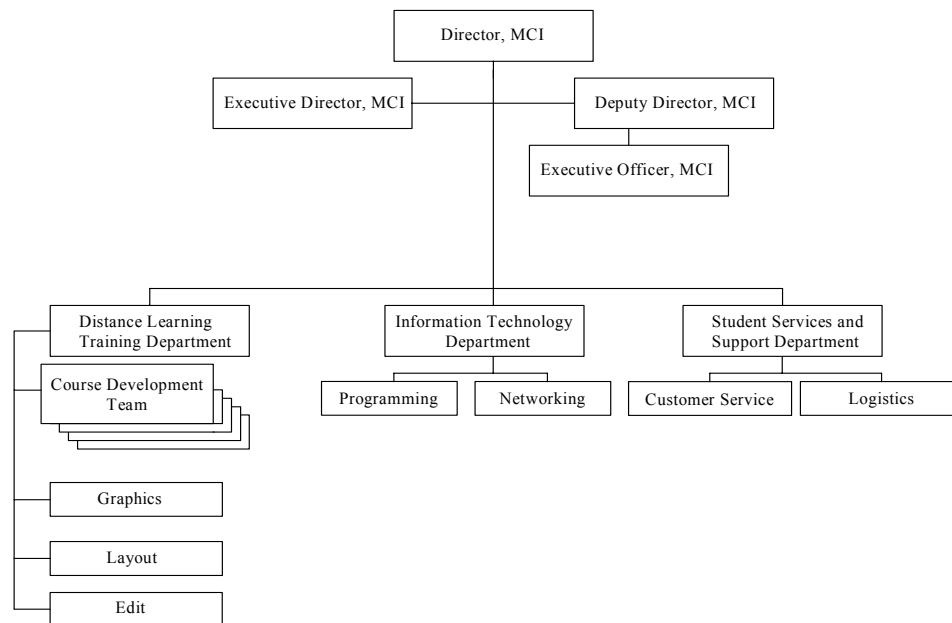 Director, MCI
Executive Director, MCI
Deputy Director, MCI
Executive Officer, MCI
Distance Learning
Training Department
Information Technology
Department
Student Services and
Support Department
Course Development
Team
Programming
Networking
Customer Service
Logistics
Graphics
Layout
Edit